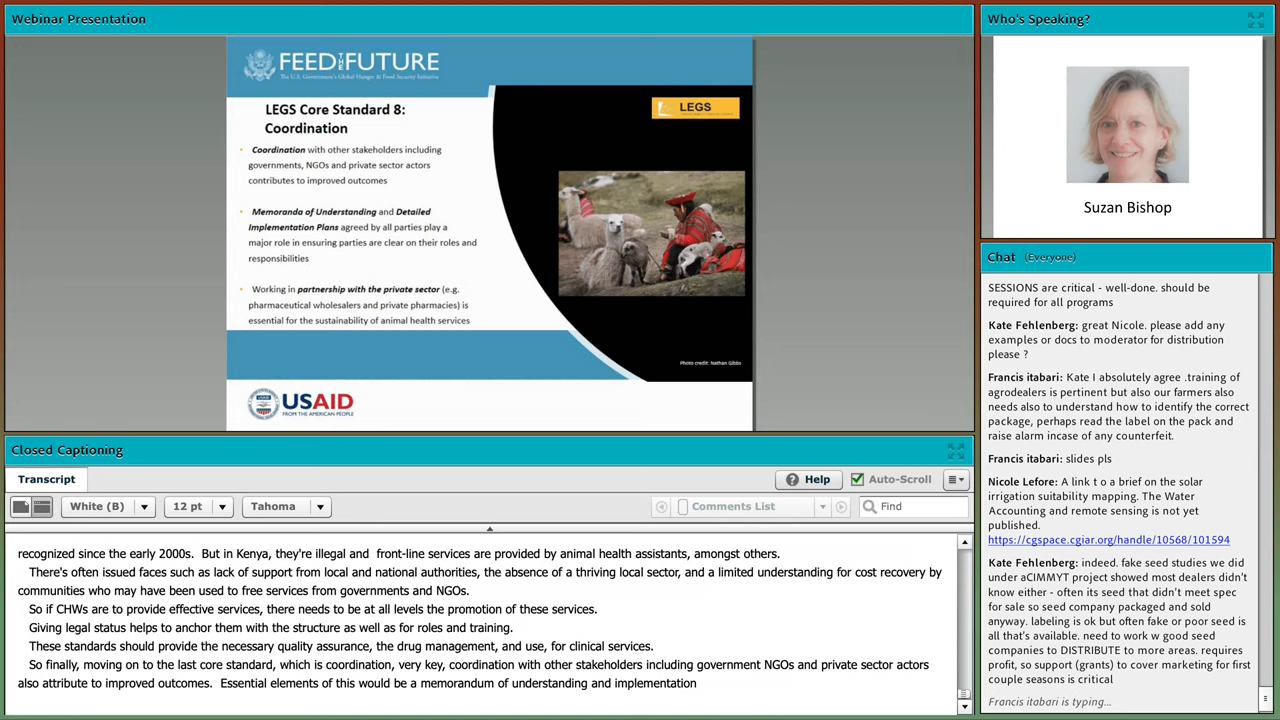 Webinar Presentation
FEED THE FUTURE
The U.S. Government's Global Hunger & Food Security Initiative
LEGS Core Standard 8:
Coordination
LEGS
• Coordination with other stakeholders including
governments, NGOs and private sector actors
contributes to improved outcomes
• Memoranda of Understanding and Detailed
Implementation Plans agreed by all parties play a
major role in ensuring parties are clear on their roles and
responsibilities
• Working in partnership with the private sector (e.g.
pharmaceutical wholesalers and private pharmacies) is
essential for the sustainability of animal health services
Photo credit: Nathan Gibbs
USAID
FROM THE AMERICAN PEOPLE
Who's Speaking?
Suzan Bishop
Chat (Everyone)
SESSIONS are critical - well-done. should be
required for all programs
Kate Fehlenberg: great Nicole. please add any
examples or docs to moderator for distribution
please ?
Francis itabari: Kate I absolutely agree .training of
agrodealers is pertinent but also our farmers also
needs also to understand how to identify the correct
package, perhaps read the label on the pack and
raise alarm incase of any counterfeit.
Francis itabari: slides pls
Nicole Lefore: A link t o a brief on the solar
irrigation suitability mapping. The Water
Accounting and remote sensing is not yet
published.
https://cgspace.cgiar.org/handle/10568/101594
Kate Fehlenberg: indeed. fake seed studies we did
under aCIMMYT project showed most dealers didn't
know either - often its seed that didn't meet spec
for sale so seed company packaged and sold
anyway. labeling is ok but often fake or poor seed is
all that's available. need to work w good seed
companies to DISTRIBUTE to more areas. requires
profit, so support (grants) to cover marketing for first
couple seasons is critical
Francis itabari is typing...
Closed Captioning
Transcript
Help
Auto-Scroll
White (B)
12 pt
Tahoma
Comments List
Find
recognized since the early 2000s. But in Kenya, they're illegal and front-line services are provided by animal health assistants, amongst others.
There's often issued faces such as lack of support from local and national authorities, the absence of a thriving local sector, and a limited understanding for cost recovery by
communities who may have been used to free services from governments and NGOs.
So if CHWs are to provide effective services, there needs to be at all levels the promotion of these services.
Giving legal status helps to anchor them with the structure as well as for roles and training.
These standards should provide the necessary quality assurance, the drug management, and use, for clinical services.
So finally, moving on to the last core standard, which is coordination, very key, coordination with other stakeholders including government NGOs and private sector actors
also attribute to improved outcomes. Essential elements of this would be a memorandum of understanding and implementation